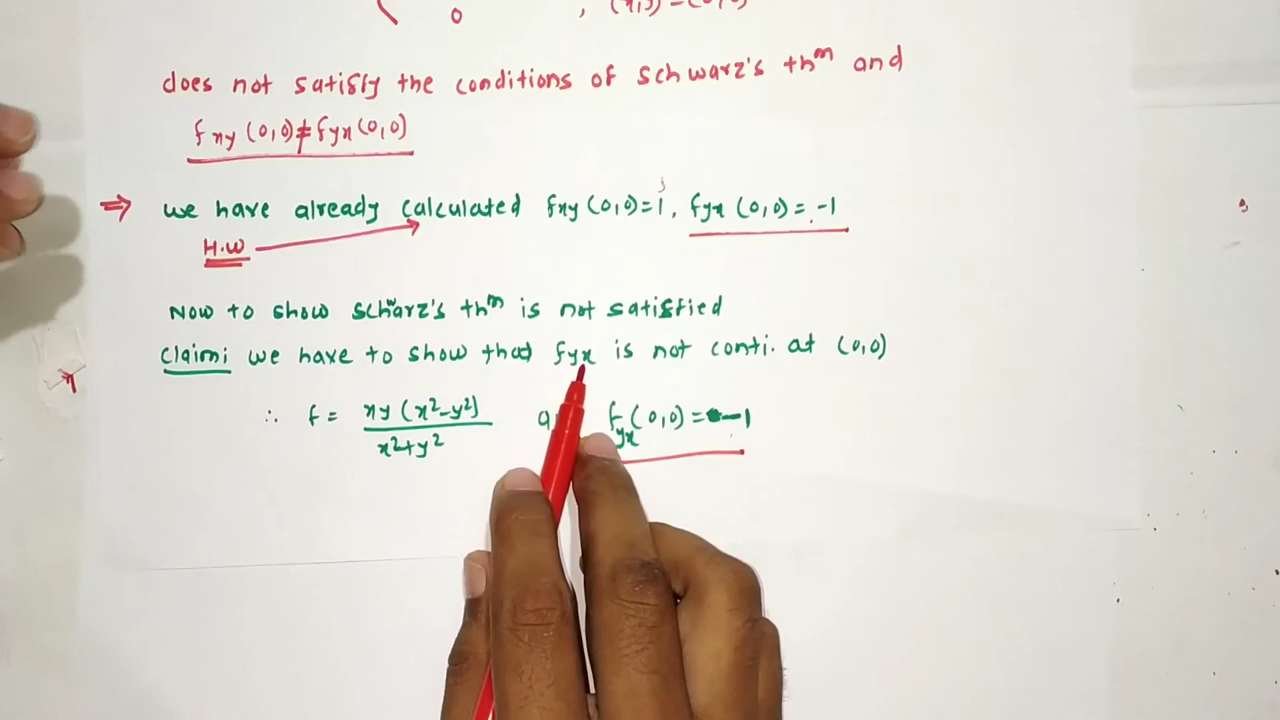 0 , (x,y)=(0,0)
does not satisfy the conditions of schwarz's thm and
fxy (0,0)≠fyx(0,0)
⇒ we have already calculated fxy (0,0)=1, fyx (0,0)= -1
H.W
Now to show schwarz's thm is not satisfied
claim: we have to show that fyx is not conti. at (0,0)
∴ f = xy (x²-y²) / x²+y² fyx (0,0) = -1